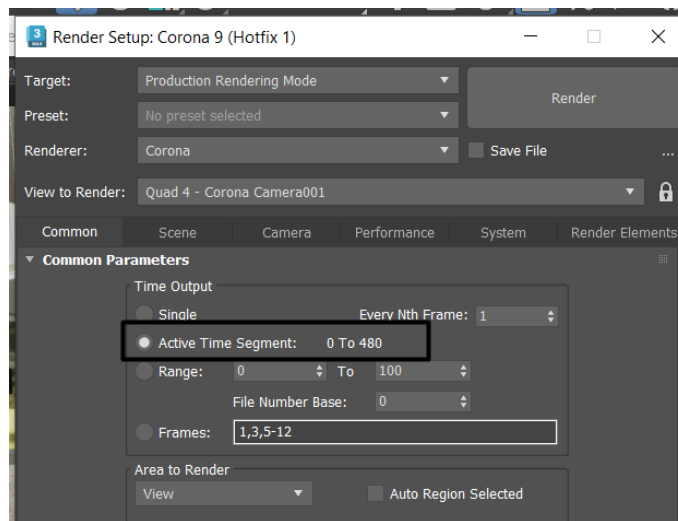 Render Setup: Corona 9 (Hotfix 1)
Target: Production Rendering Mode
Render
Preset: No preset selected
Renderer: Corona Save File ...
View to Render: Quad 4 - Corona Camera001
Common Scene Camera Performance System Render Elements
Common Parameters
Time Output
Single Every Nth Frame: 1
Active Time Segment: 0 To 480
Range: 0 To 100
File Number Base: 0
Frames: 1,3,5-12
Area to Render
View Auto Region Selected